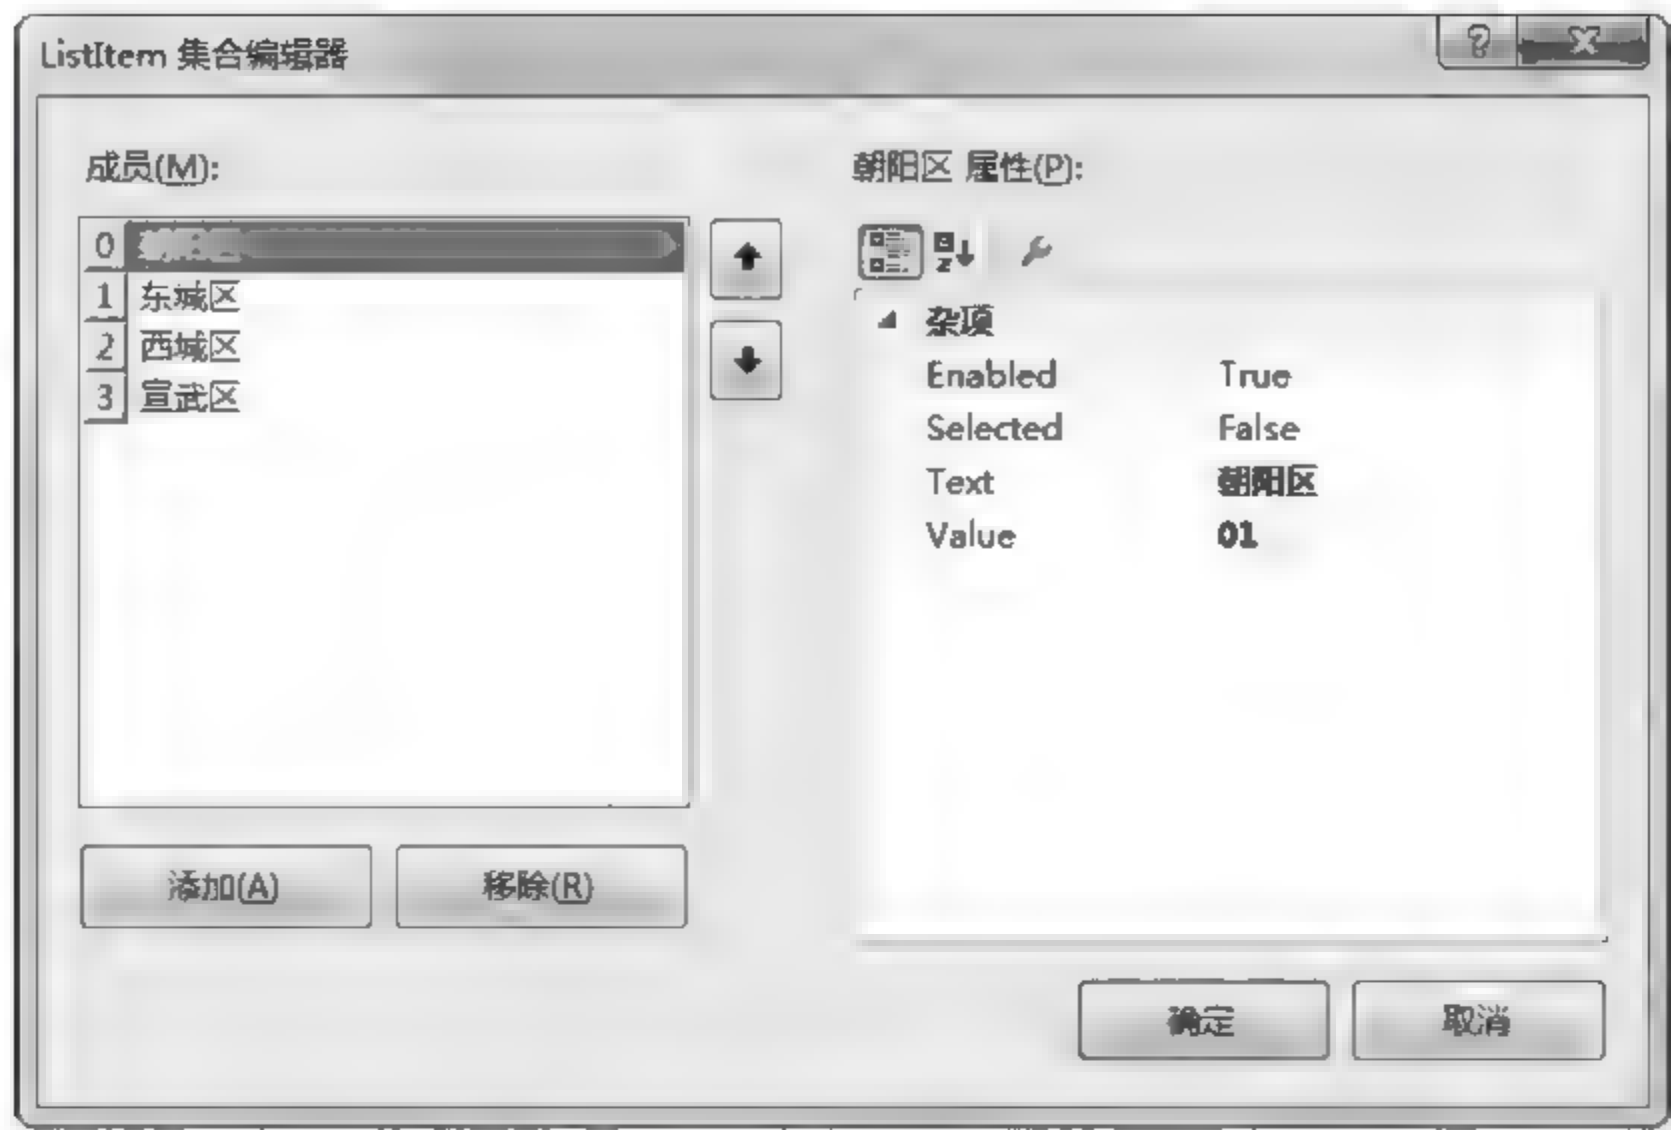 ListItem 集合编辑器
成员(M):
0
1 东城区
2 西城区
3 宣武区
添加(A)
移除(R)
朝阳区 属性(P):
杂项
Enabled True
Selected False
Text 朝阳区
Value 01
确定
取消